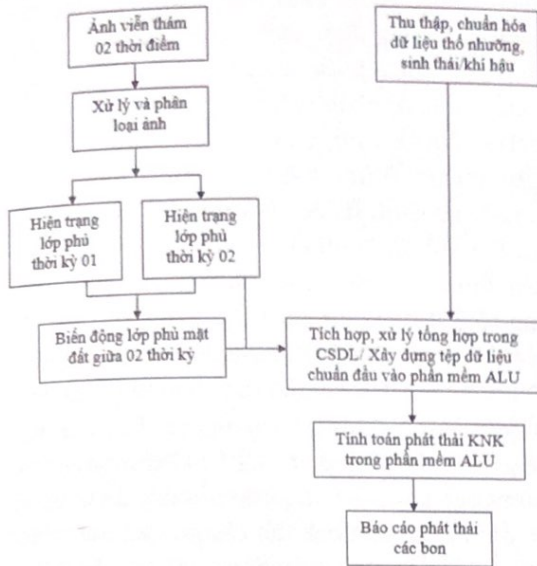 Ảnh viễn thám
02 thời điểm
Thu thập, chuẩn hóa
dữ liệu thổ nhưỡng,
sinh thái/khí hậu
Xử lý và phân
loại ảnh
Hiện trạng
lớp phủ
thời kỳ 01
Hiện trạng
lớp phủ
thời kỳ 02
Biến động lớp phủ mặt
đất giữa 02 thời kỳ
Tích hợp, xử lý tổng hợp trong
CSDL/ Xây dựng tệp dữ liệu
chuẩn đầu vào phần mềm ALU
Tính toán phát thải KNK
trong phần mềm ALU
Báo cáo phát thải
các bon